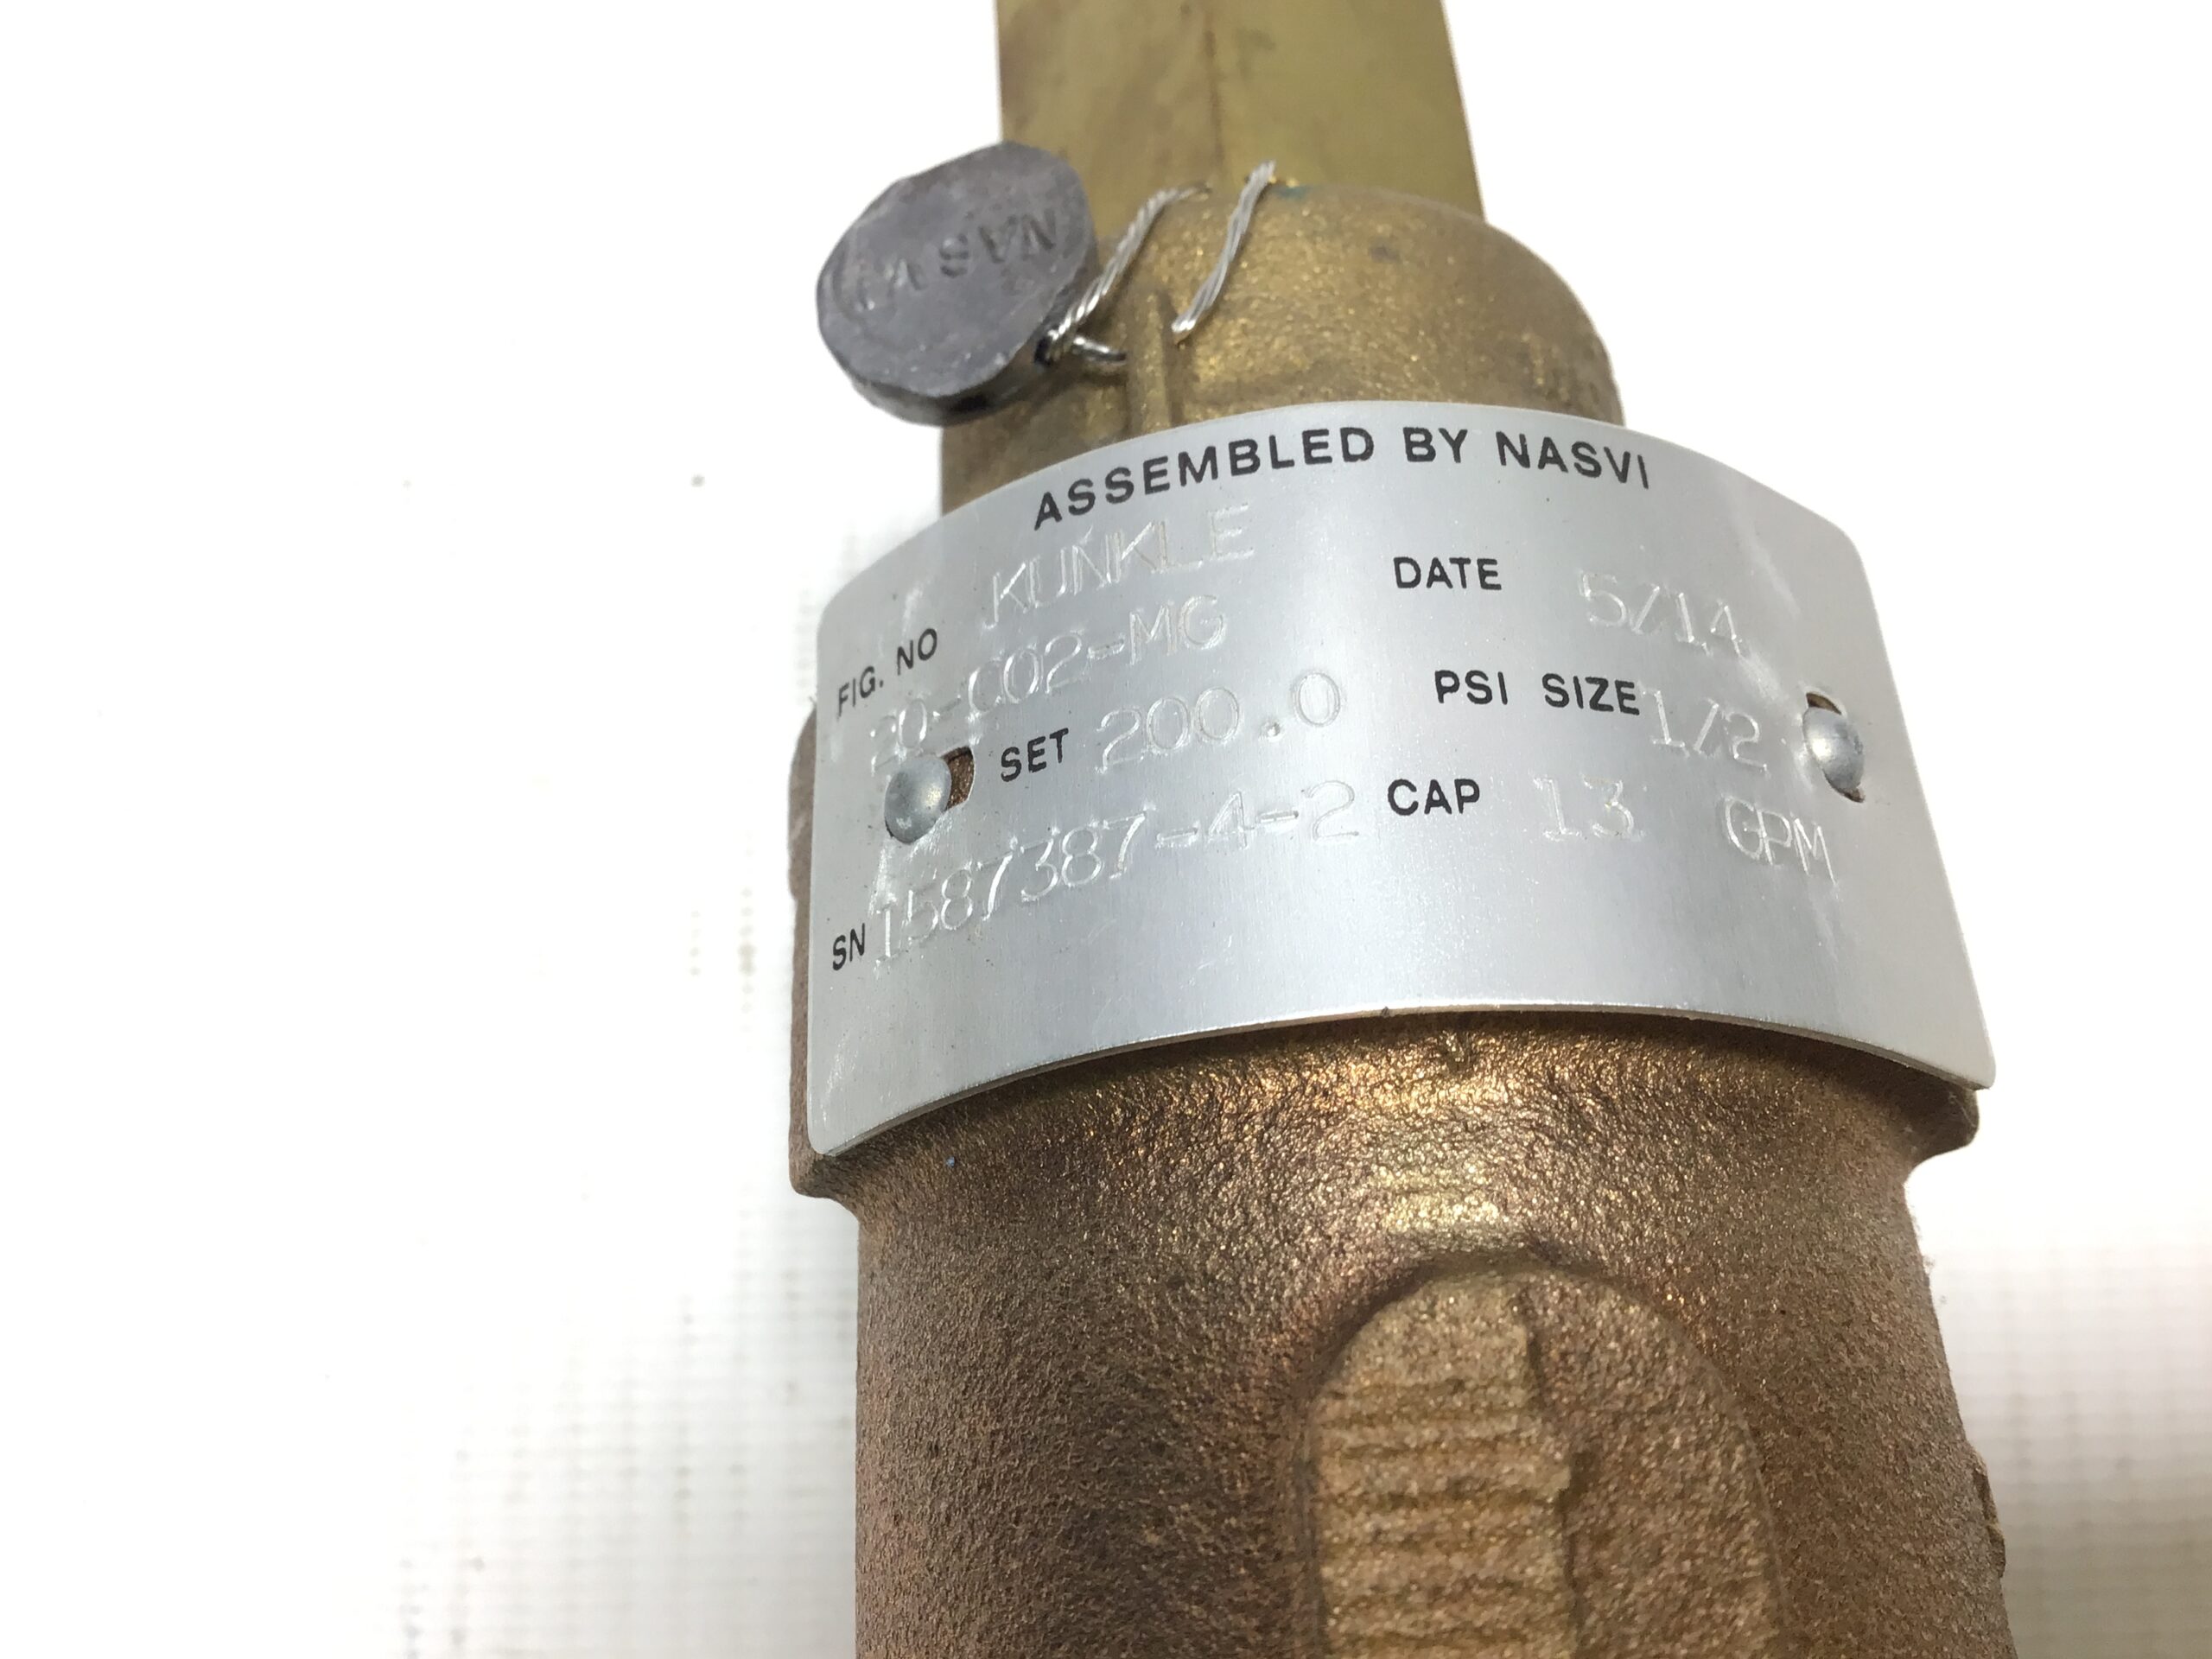 NASVI
ASSEMBLED BY NASVI
KUNKLE
DATE 5/14
FIG. NO 20-C02-MG
SET 200.0 PSI SIZE 1/2
SN 1587387-4-2 CAP 13 GPM